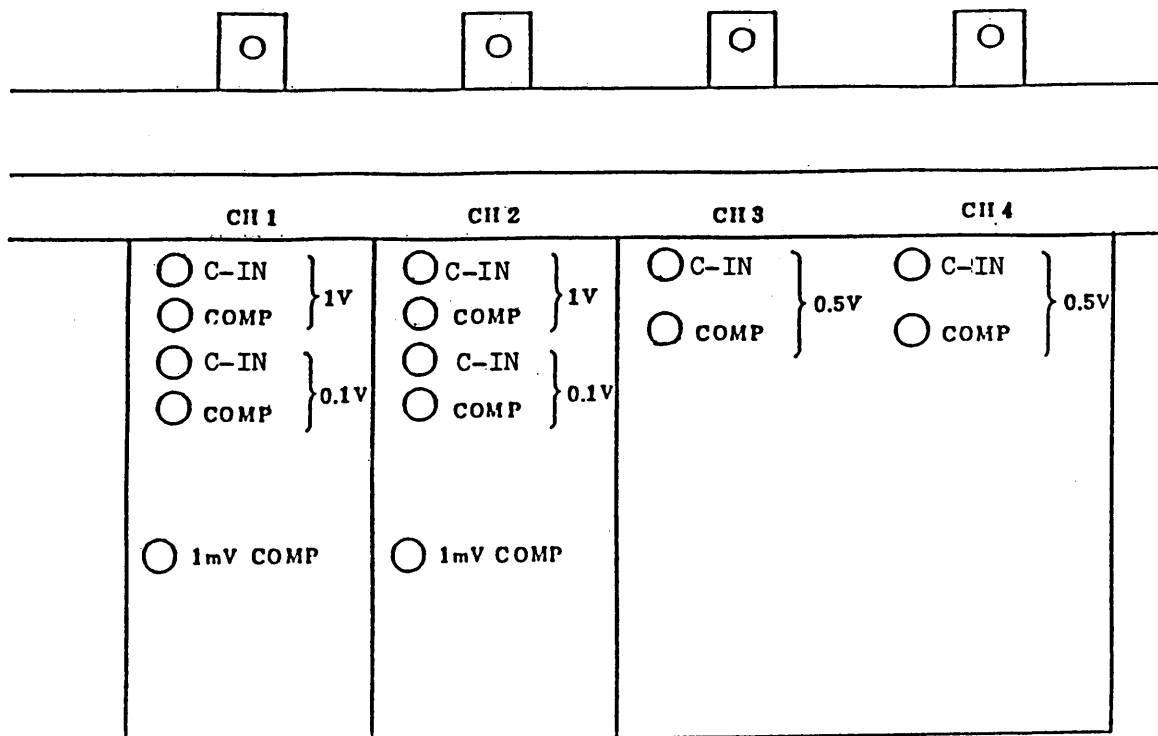 CH 1 CH 2 CH 3 CH 4
C-IN C-IN C-IN C-IN
1V 1V 0.5V 0.5V
COMP COMP COMP COMP
C-IN C-IN
0.1V 0.1V
COMP COMP
1mV COMP 1mV COMP